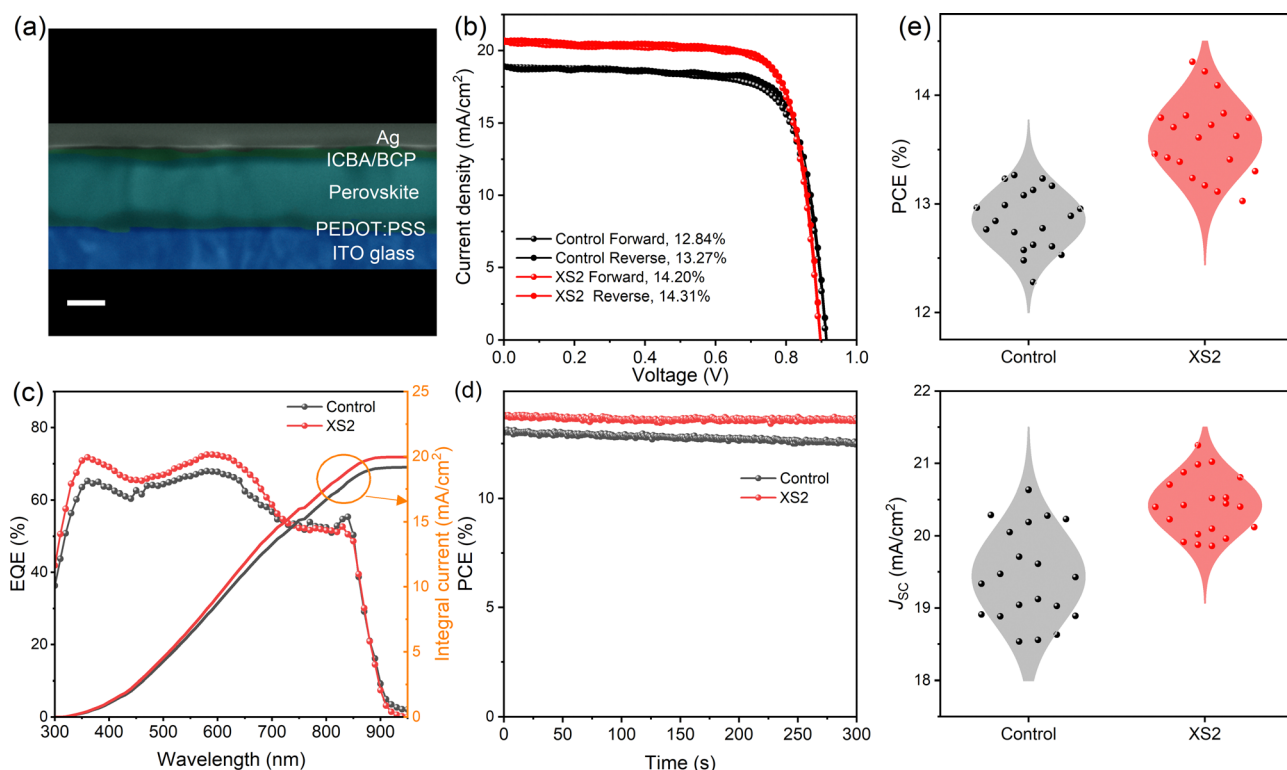 (a)
Ag
ICBA/BCP
Perovskite
PEDOT:PSS
ITO glass
(b)
Current density (mA/cm²)
20
15
10
5
0
Control Forward, 12.84%
Control Reverse, 13.27%
XS2 Forward, 14.20%
XS2 Reverse, 14.31%
0.0 0.2 0.4 0.6 0.8 1.0
Voltage (V)
(e)
PCE (%)
14
13
12
Control XS2
(c)
EQE (%)
80
60
40
20
0
Control
XS2
25
20
15
10
5
0
Integral current (mA/cm²)
300 400 500 600 700 800 900
Wavelength (nm)
(d)
PCE (%)
10
5
0
Control
XS2
0 50 100 150 200 250 300
Time (s)
JSC (mA/cm²)
22
21
20
19
18
Control XS2